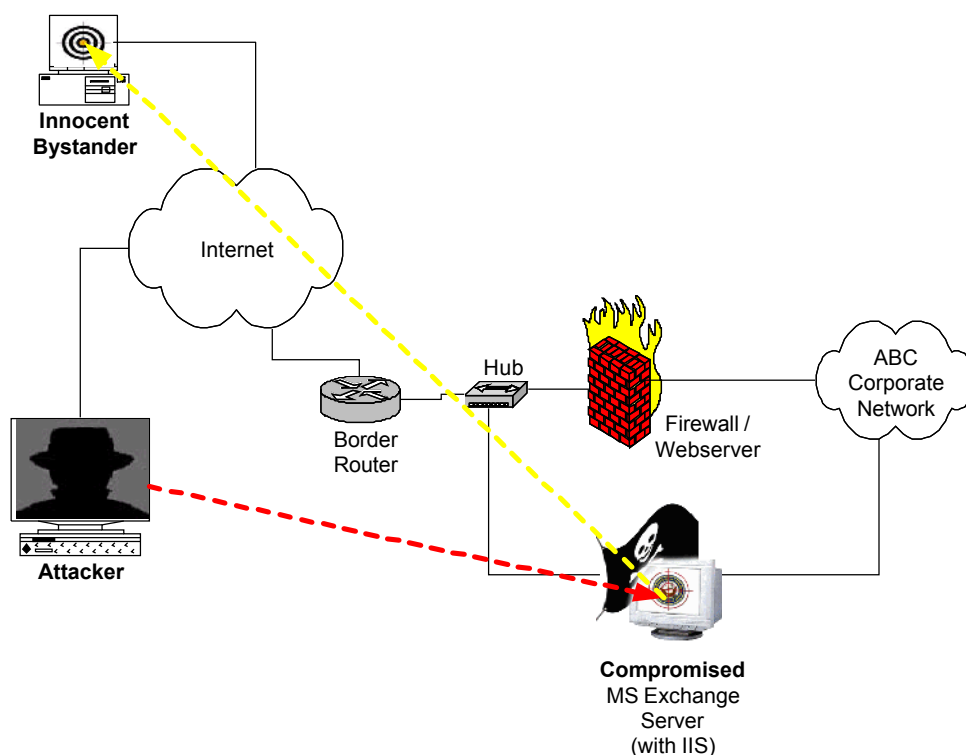 Innocent
Bystander
Internet
Hub
ABC
Corporate
Network
Firewall /
Webserver
Border
Router
Attacker
Compromised
MS Exchange
Server
(with IIS)